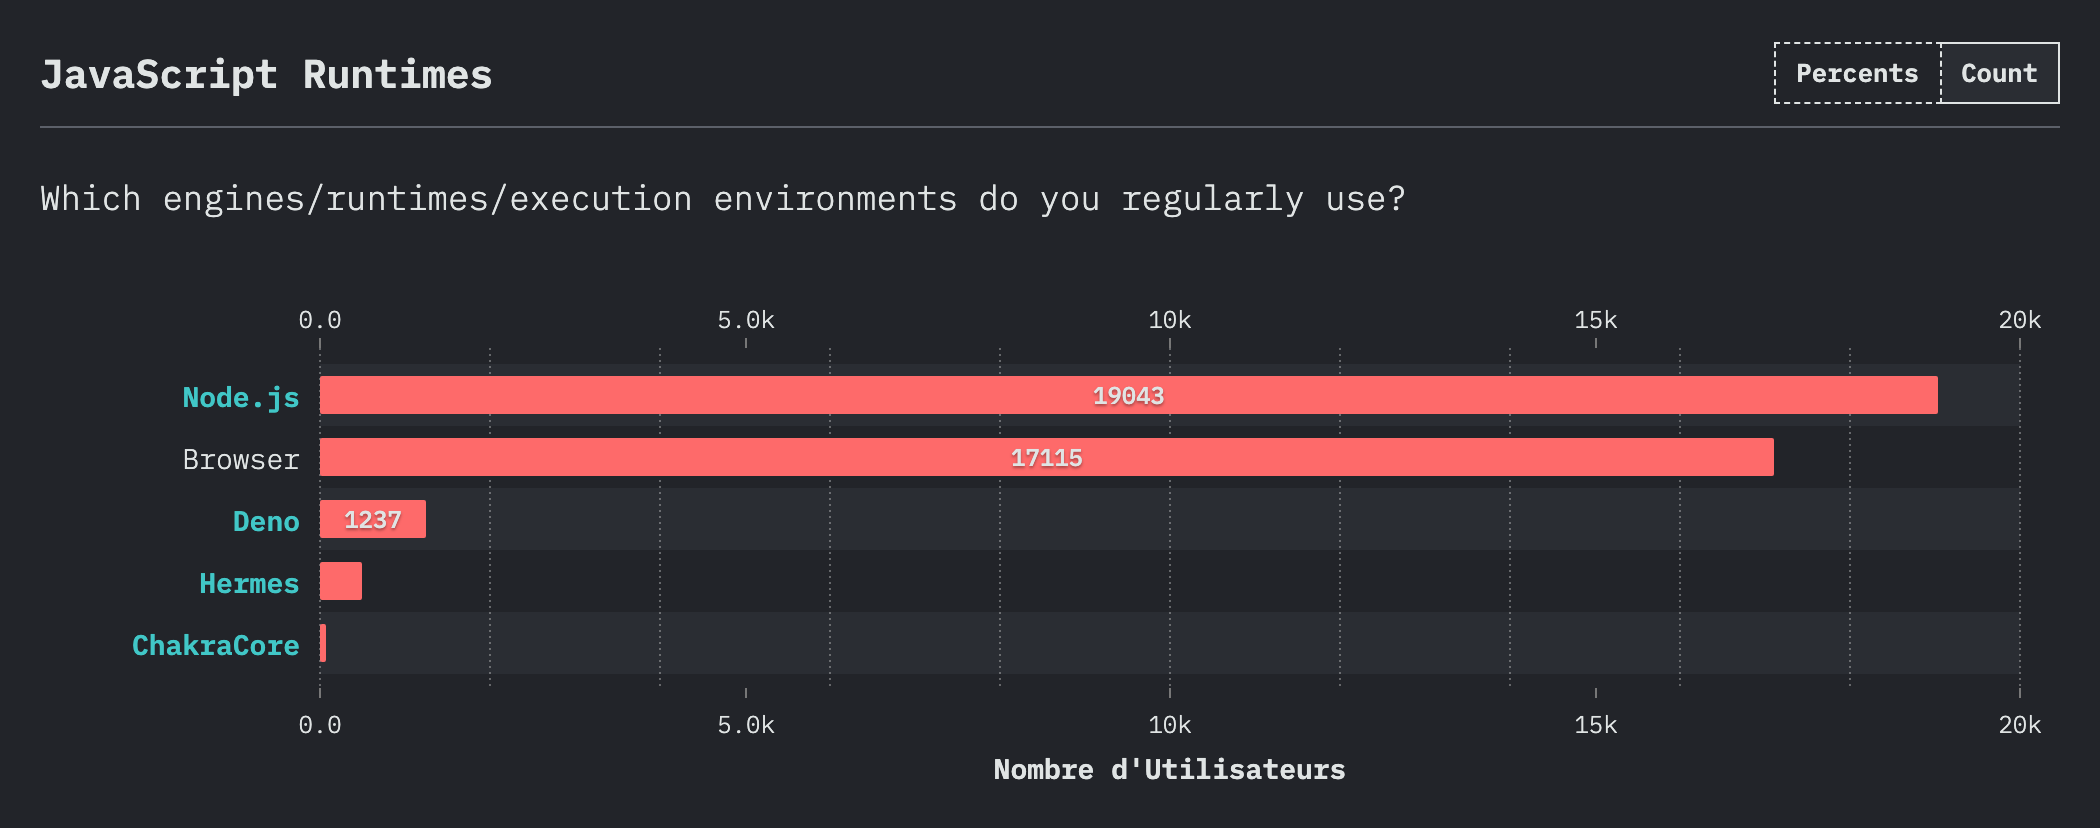 JavaScript Runtimes
Percents Count
Which engines/runtimes/execution environments do you regularly use?
0.0 5.0k 10k 15k 20k
Node.js 19043
Browser 17115
Deno 1237
Hermes
ChakraCore
0.0 5.0k 10k 15k 20k
Nombre d'Utilisateurs